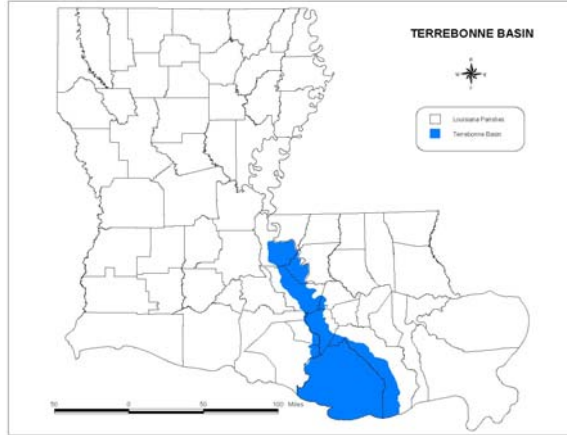 TERREBONNE BASIN
Louisiana Parishes
Terrebonne Basin
50 0 50 100 Miles